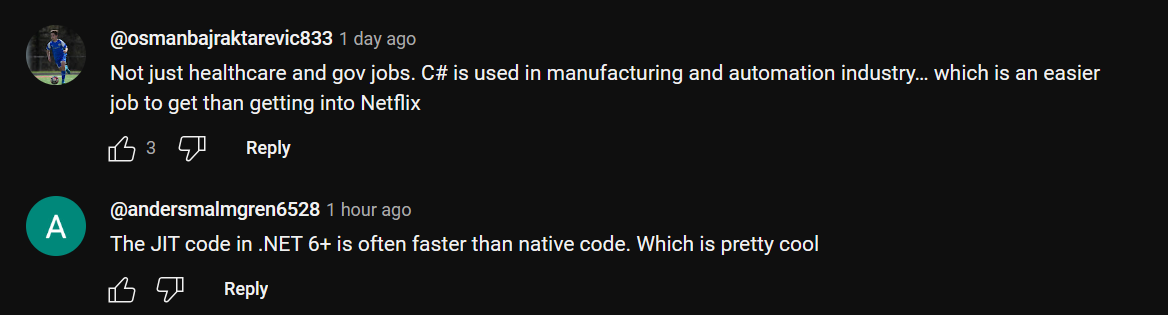 @osmanbajraktarevic833 1 day ago
Not just healthcare and gov jobs. C# is used in manufacturing and automation industry... which is an easier
job to get than getting into Netflix
3 Reply
A
@andersmalmgren6528 1 hour ago
The JIT code in .NET 6+ is often faster than native code. Which is pretty cool
Reply